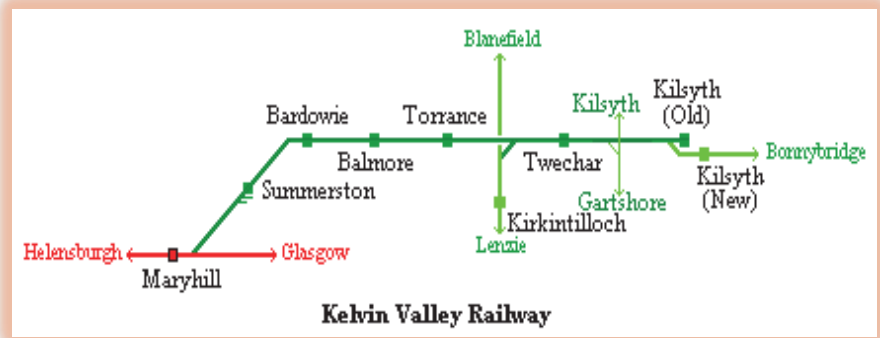 Blanefield
Kilsyth
Kilsyth
(Old)
Bardowie
Torrance
Balmore
Twechar
Bonnybridge
Kilsyth
(New)
Summerston
Gartshore
Kirkintilloch
Lenzie
Helensburgh
Glasgow
Maryhill
Kelvin Valley Railway